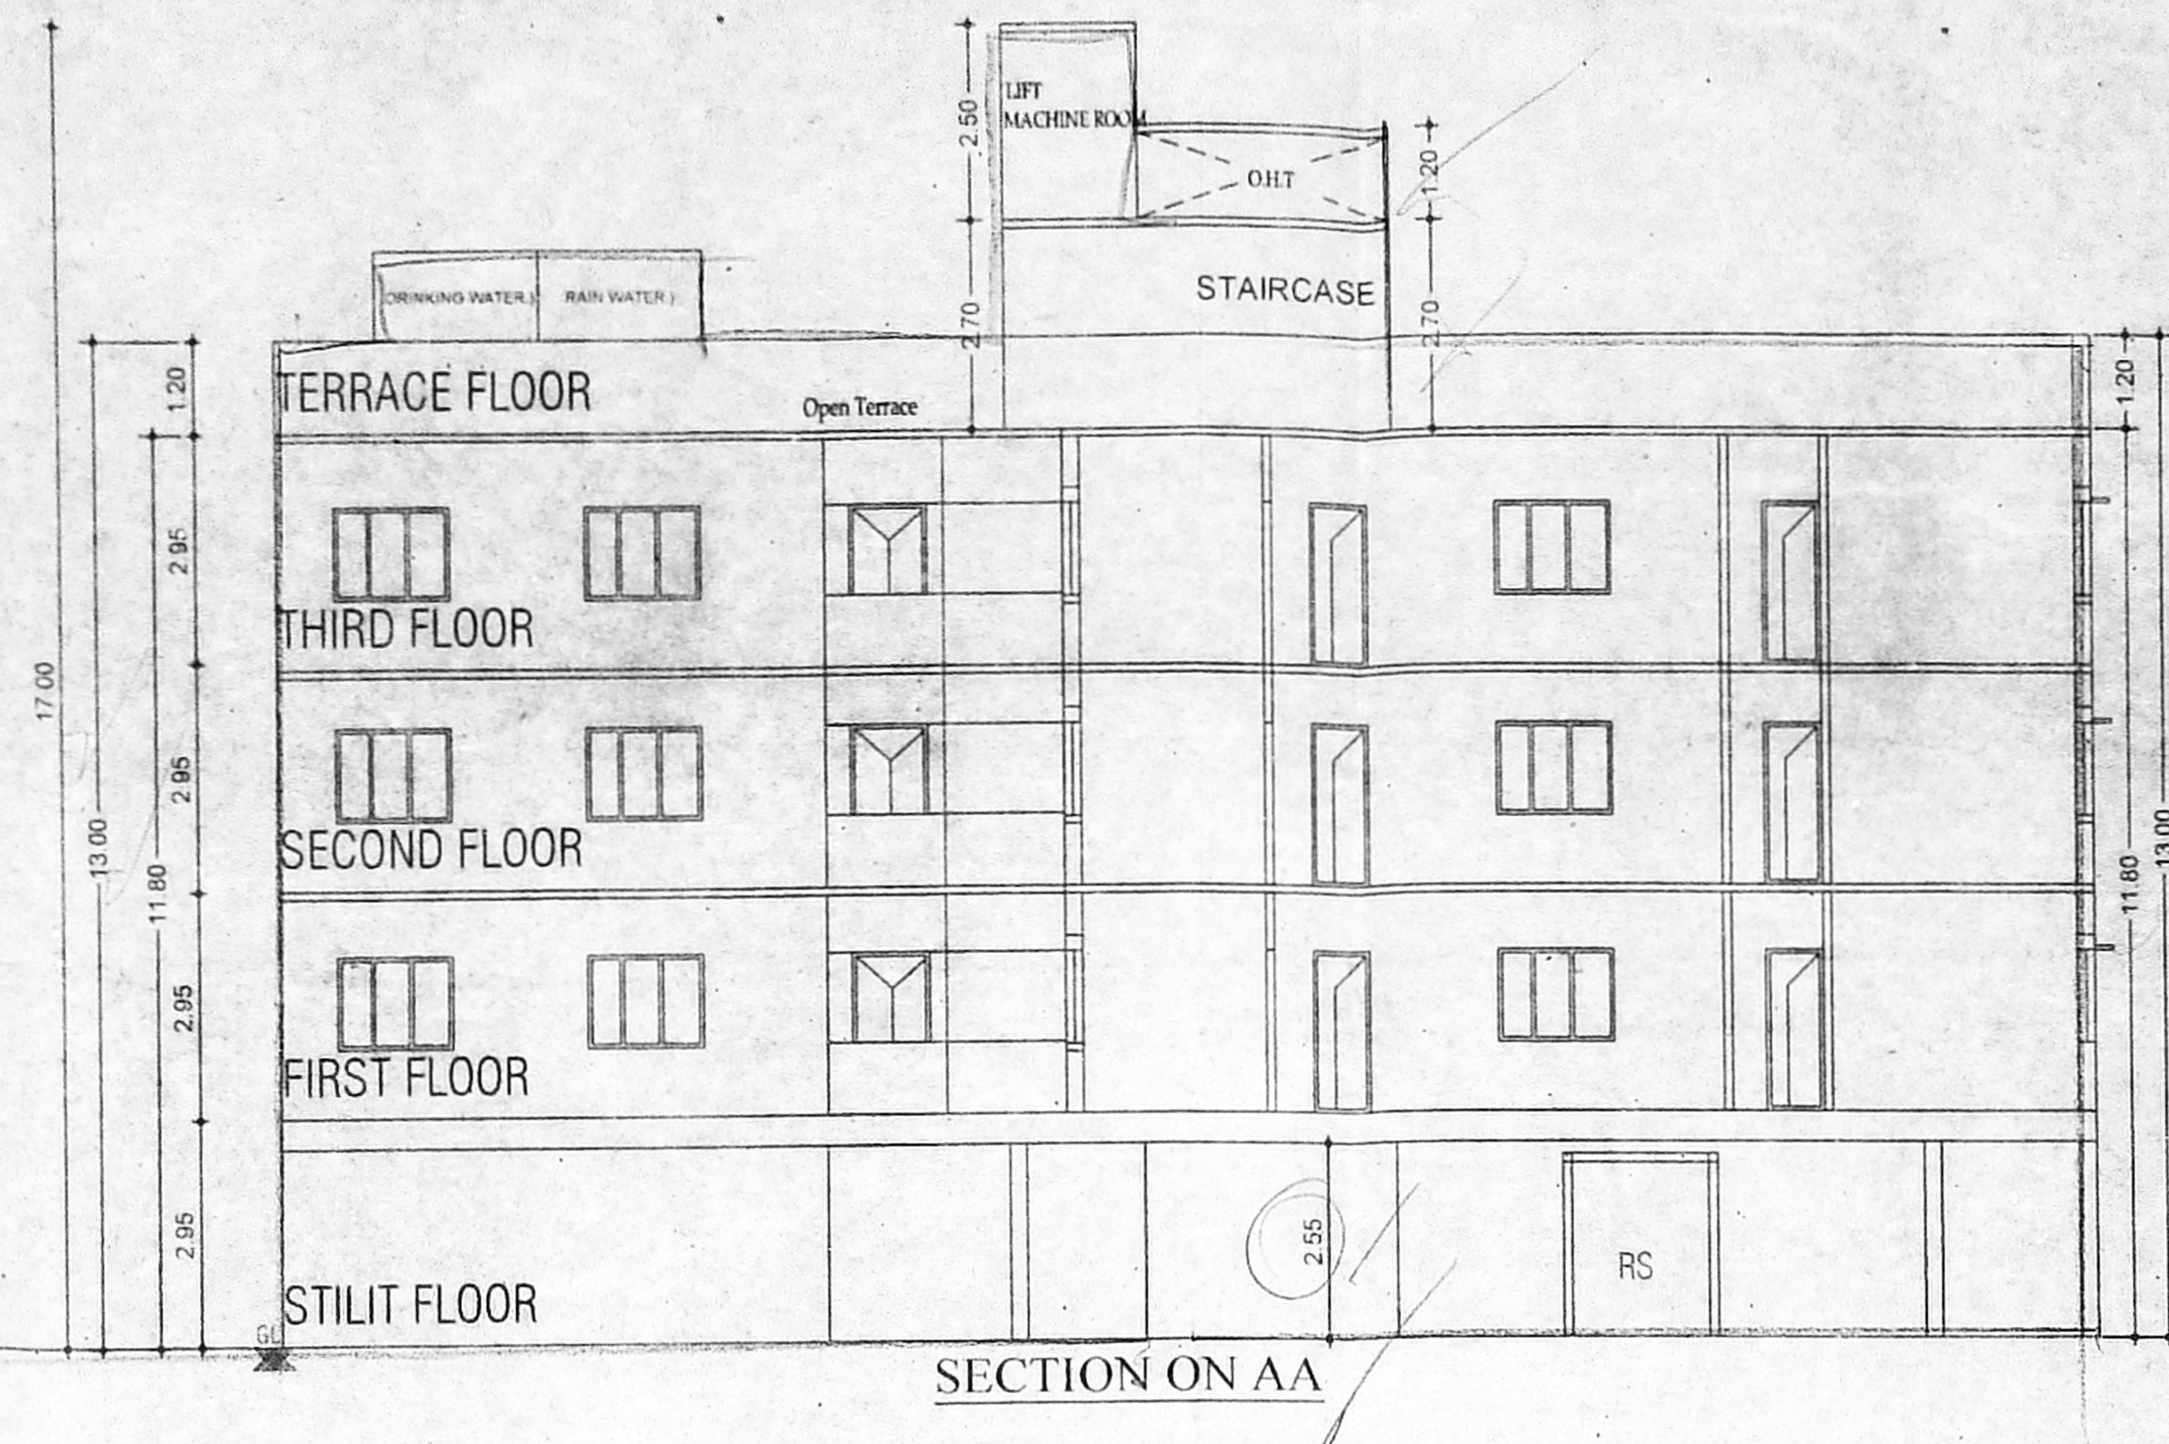 LIFT
MACHINE ROOM
2.50
O.H.T
1.20
DRINKING WATER.)
RAIN WATER.)
STAIRCASE
2.70
2.70
TERRACE FLOOR
Open Terrace
1.20
1.20
2.95
THIRD FLOOR
17.00
2.95
SECOND FLOOR
13.00
11.80
11.80
13.00
2.95
FIRST FLOOR
2.95
2.55
RS
STILIT FLOOR
GL
SECTION ON AA